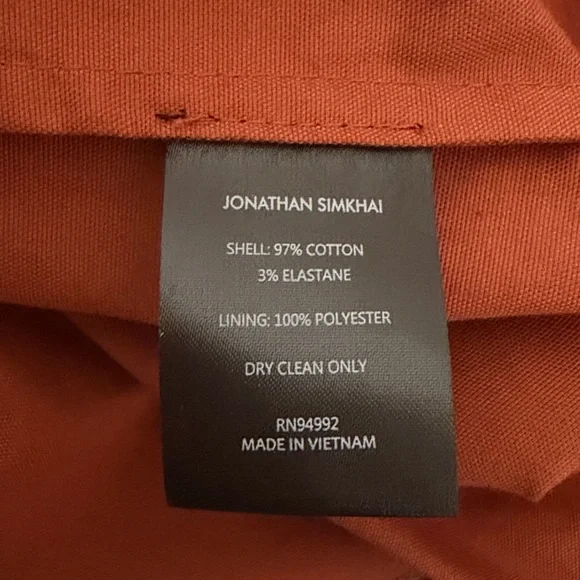 JONATHAN SIMKHAI
SHELL: 97% COTTON
3% ELASTANE
LINING: 100% POLYESTER
DRY CLEAN ONLY
RN94992
MADE IN VIETNAM